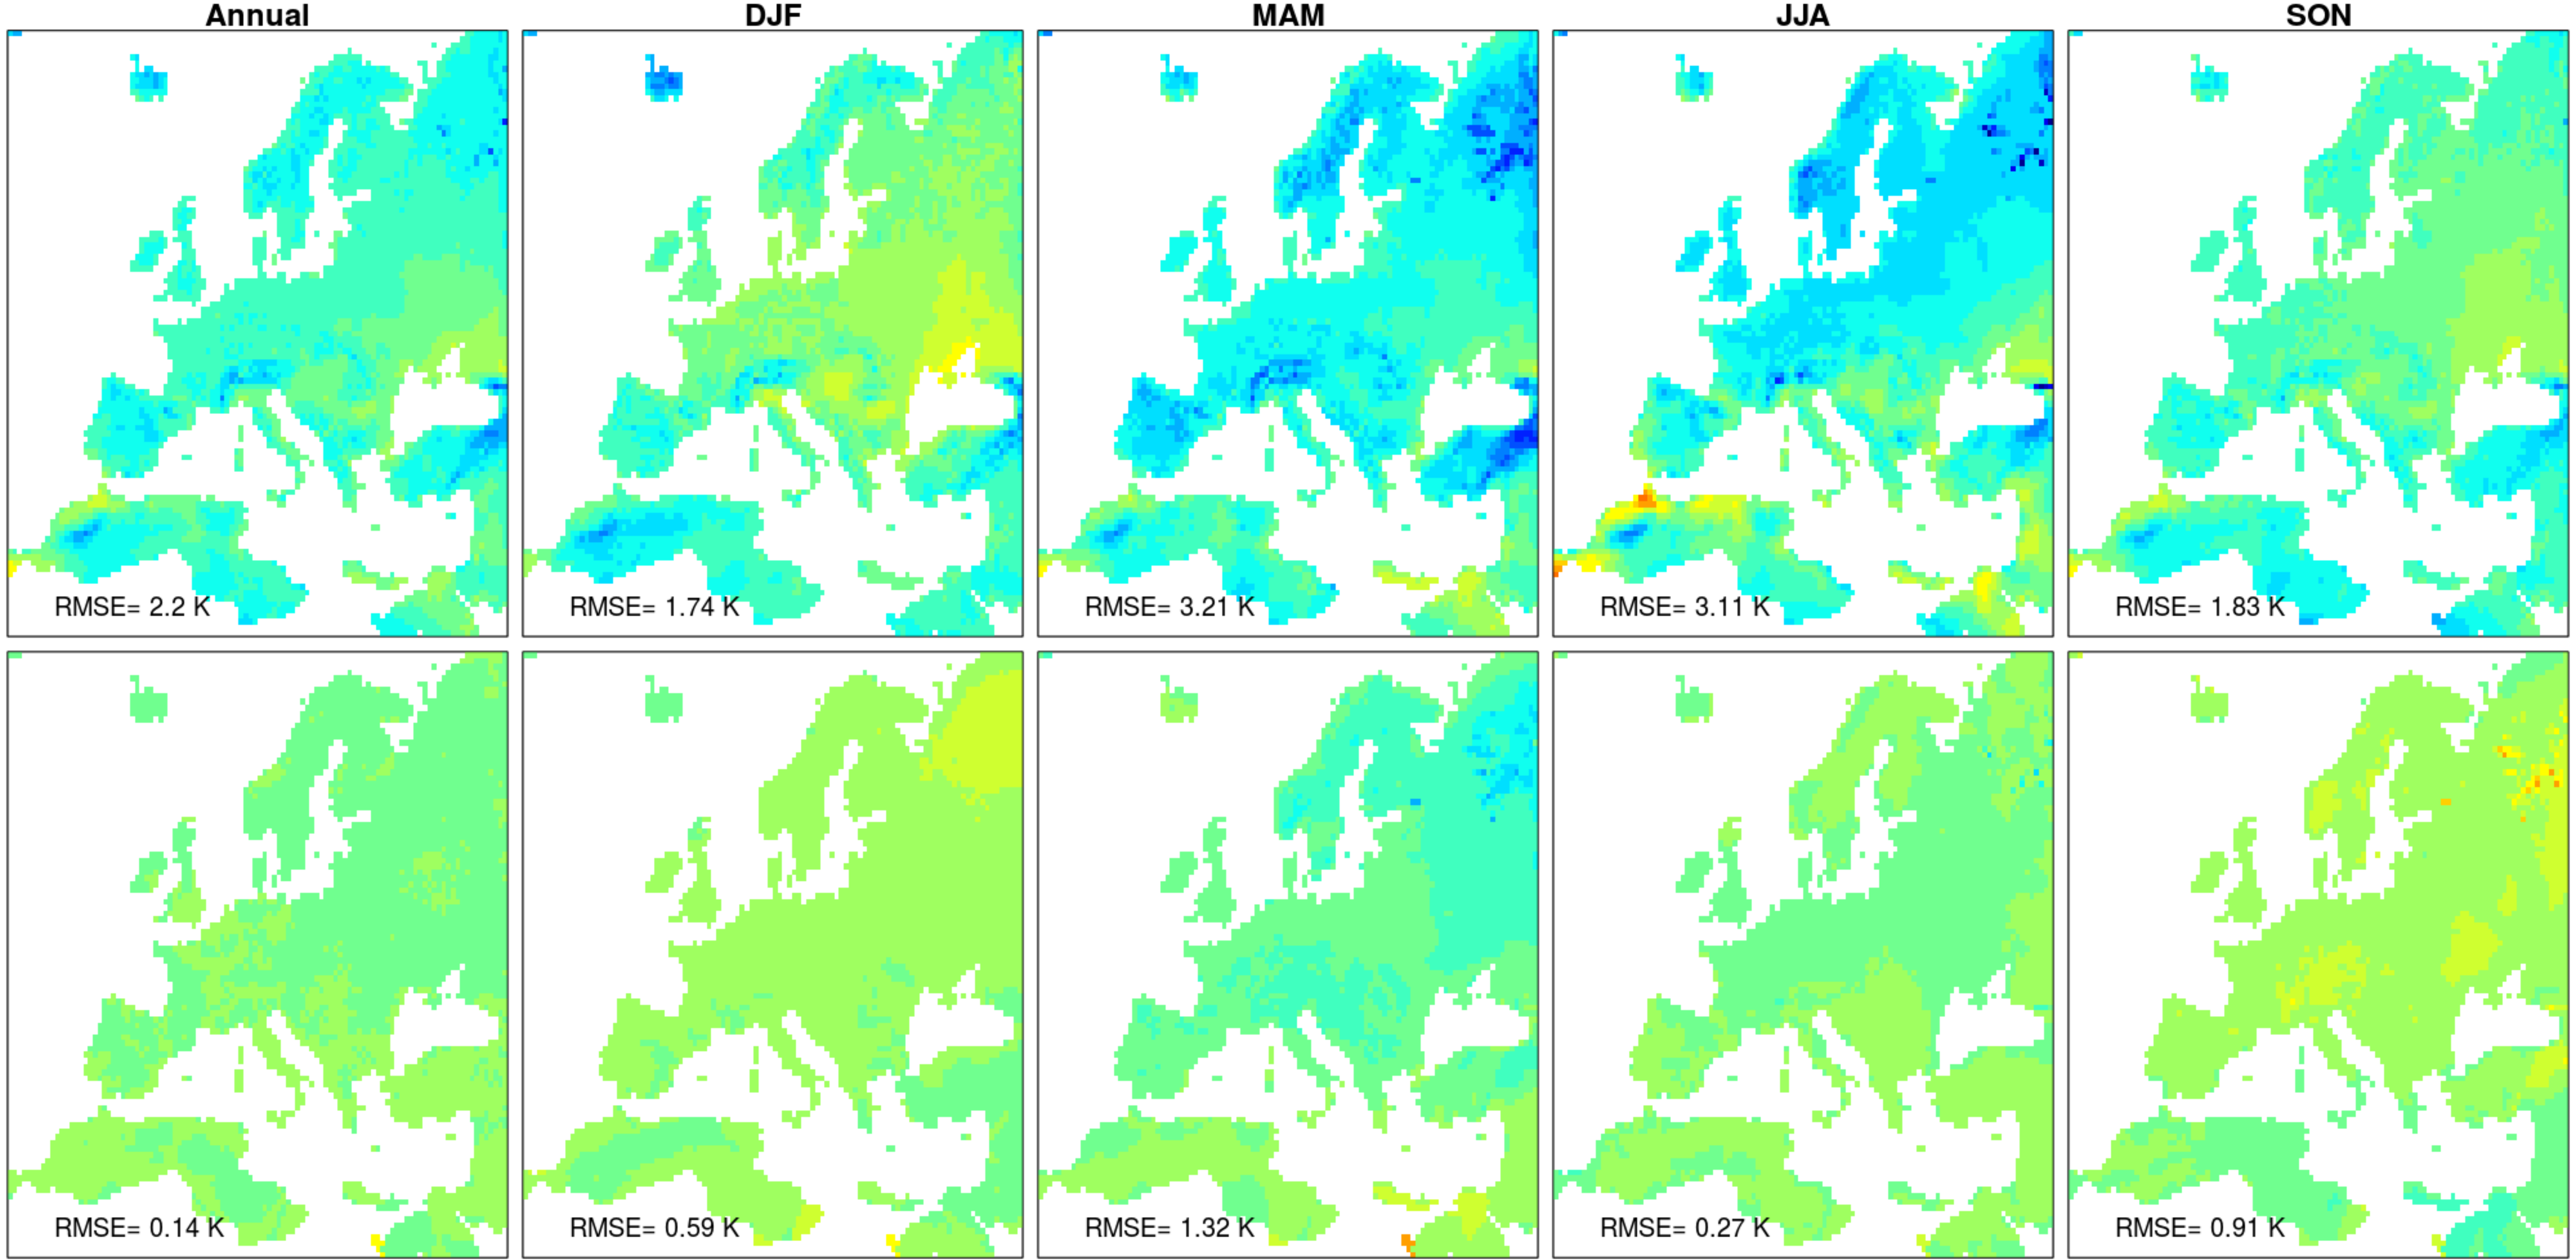 Annual DJF MAM JJA SON
RMSE= 2.2 K RMSE= 1.74 K RMSE= 3.21 K RMSE= 3.11 K RMSE= 1.83 K
RMSE= 0.14 K RMSE= 0.59 K RMSE= 1.32 K RMSE= 0.27 K RMSE= 0.91 K